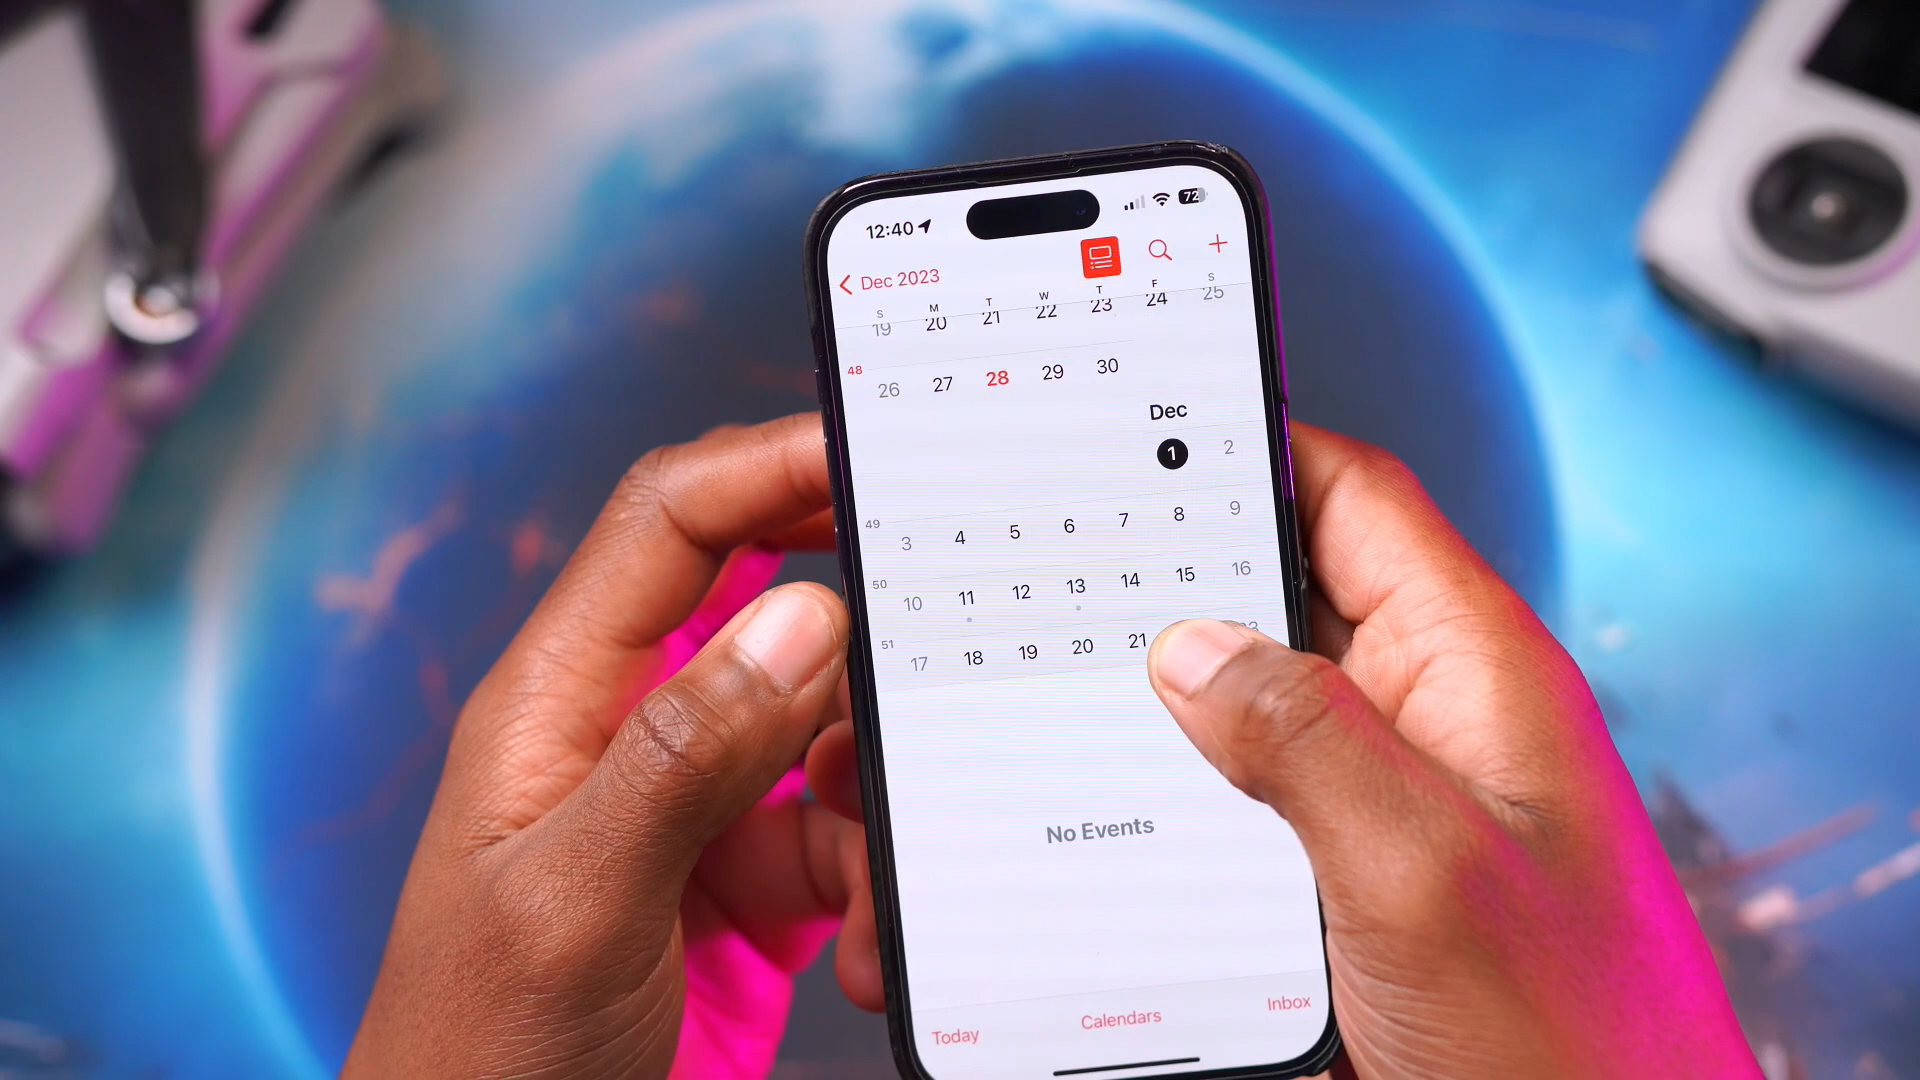 12:40 72
Dec 2023
S M T W T F S
19 20 21 22 23 24 25
48 26 27 28 29 30
Dec
1 2
49 3 4 5 6 7 8 9
50 10 11 12 13 14 15 16
51 17 18 19 20 21
No Events
Today Calendars Inbox